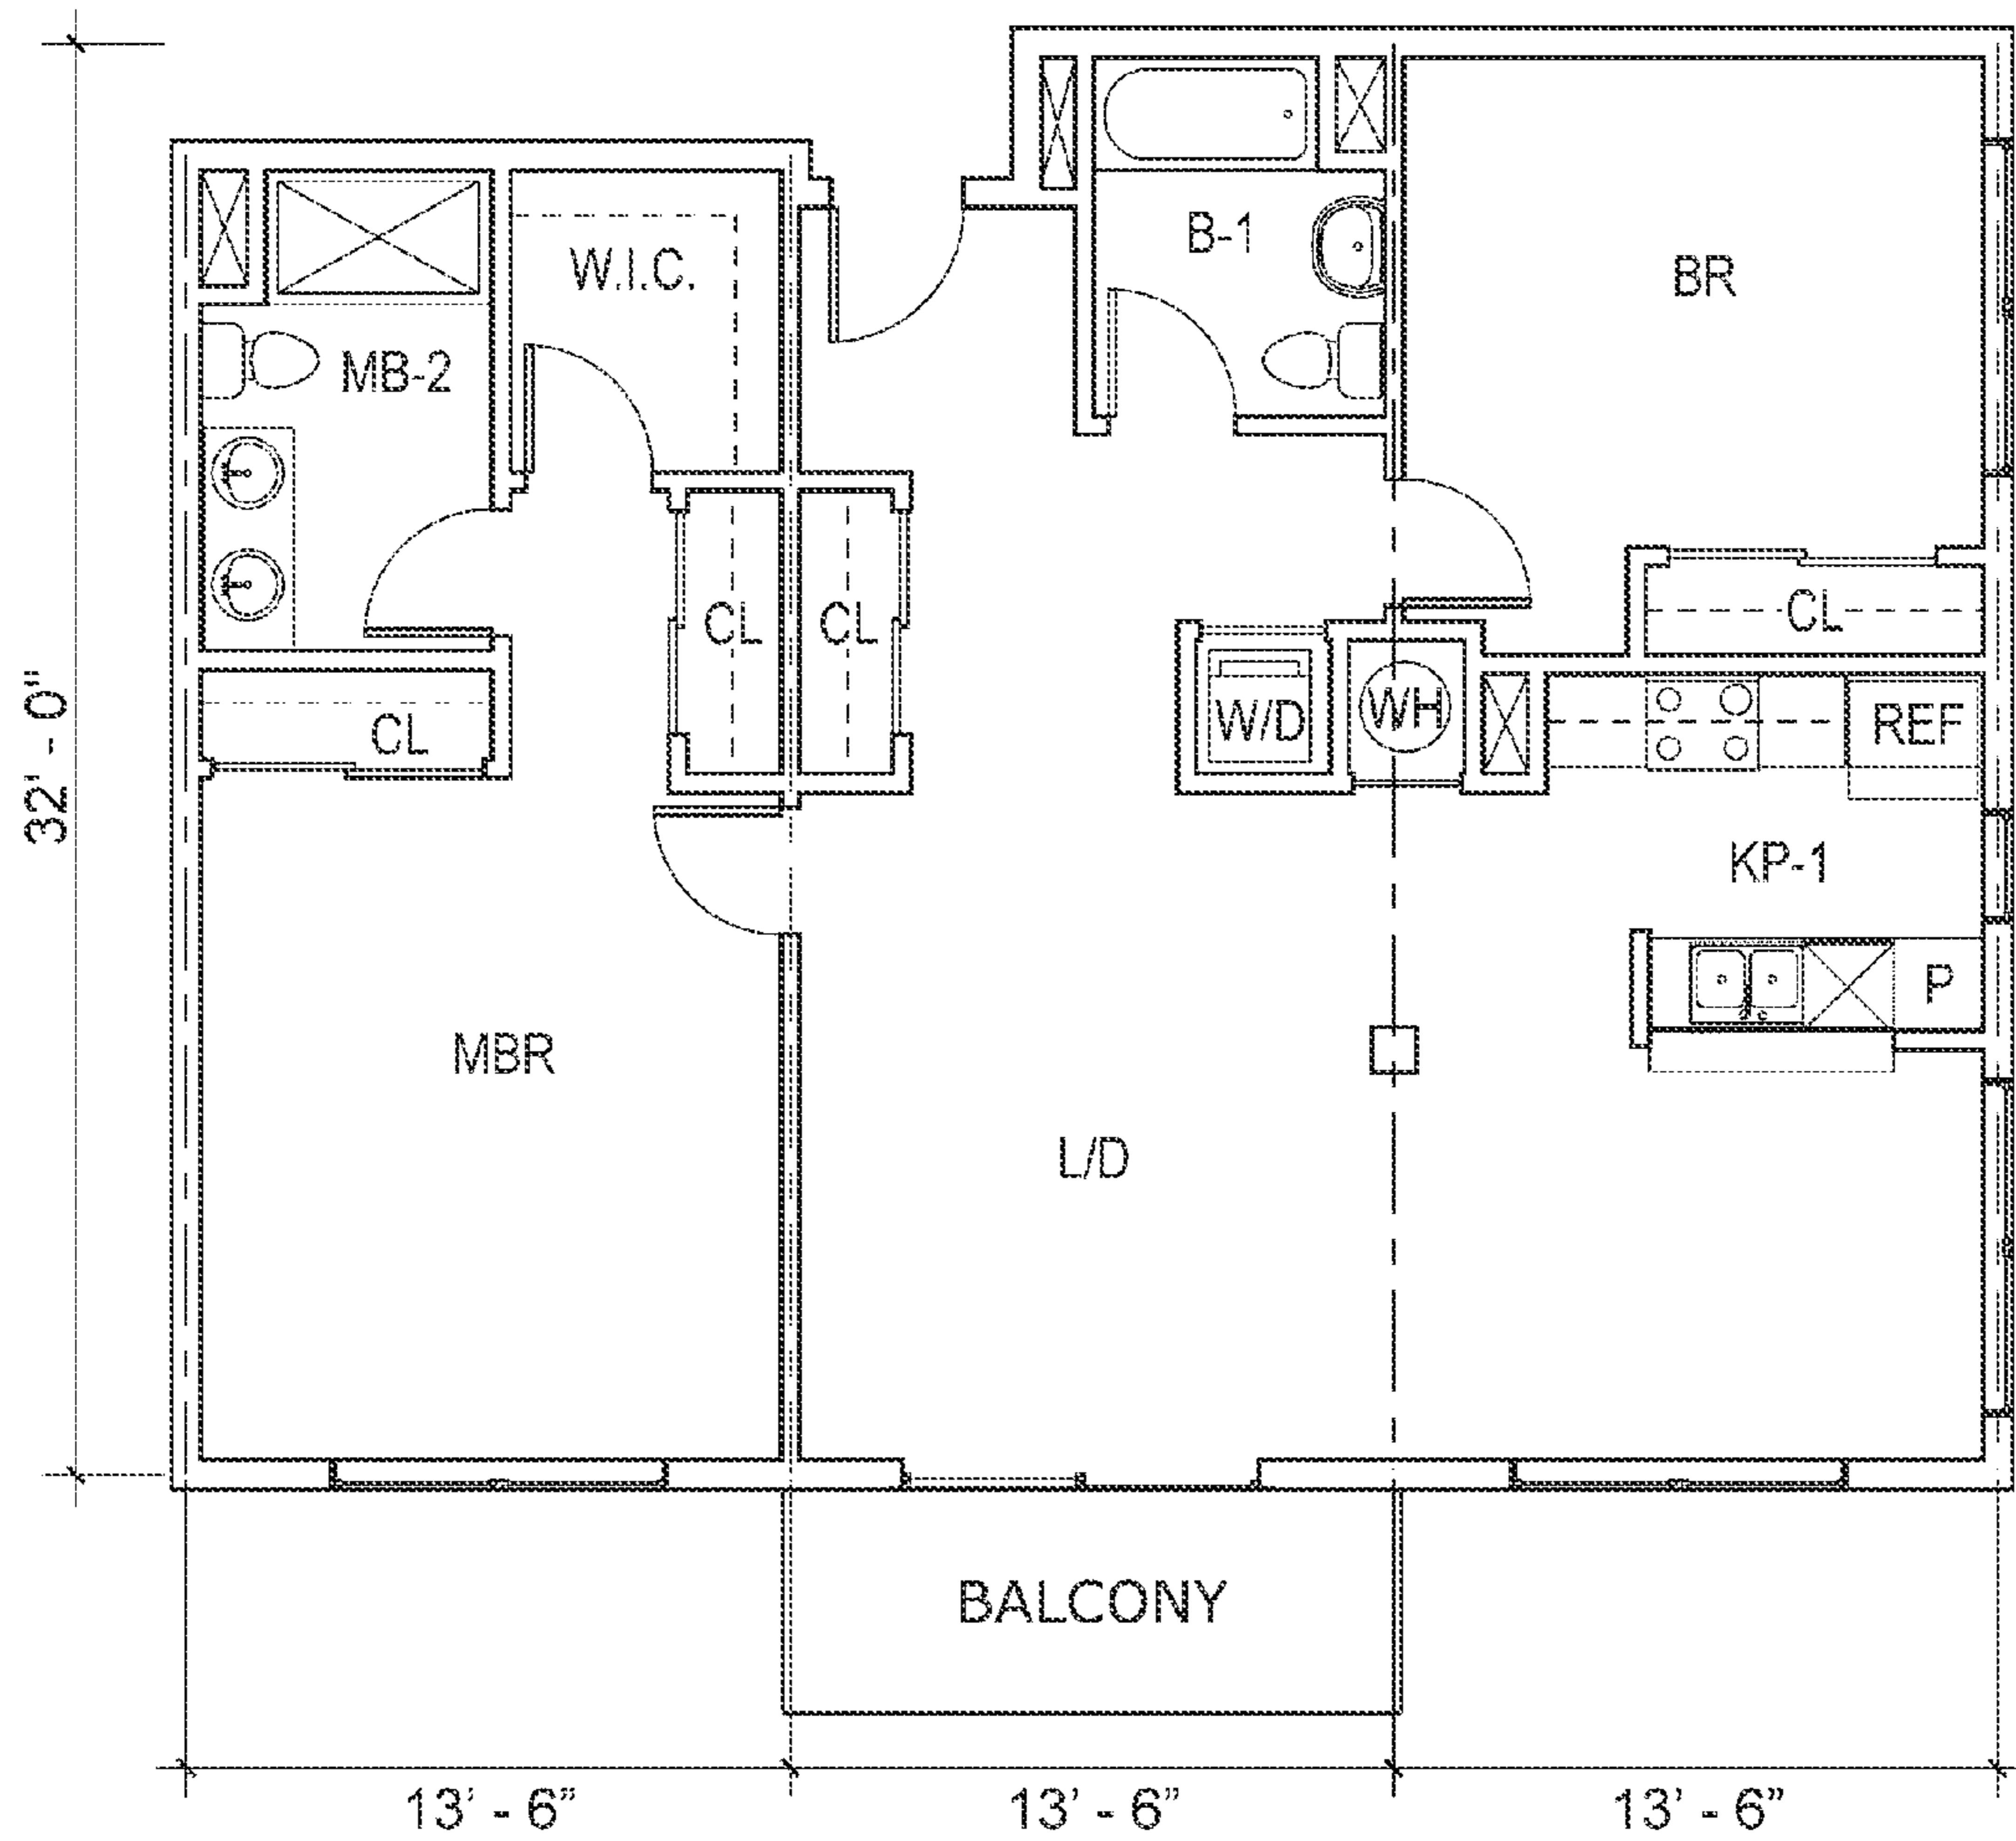 B-1
BR
W.I.C.
MB-2
CL
CL
CL
CL
W/D
WH
REF
32' - 0"
KP-1
P
MBR
L/D
BALCONY
13' - 6”
13' - 6”
13' - 6”